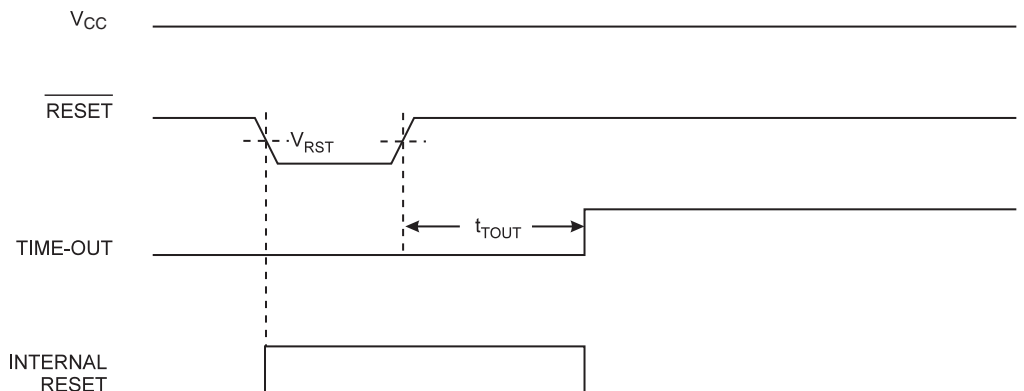 VCC
RESET
VRST
tTOUT
TIME-OUT
INTERNAL
RESET